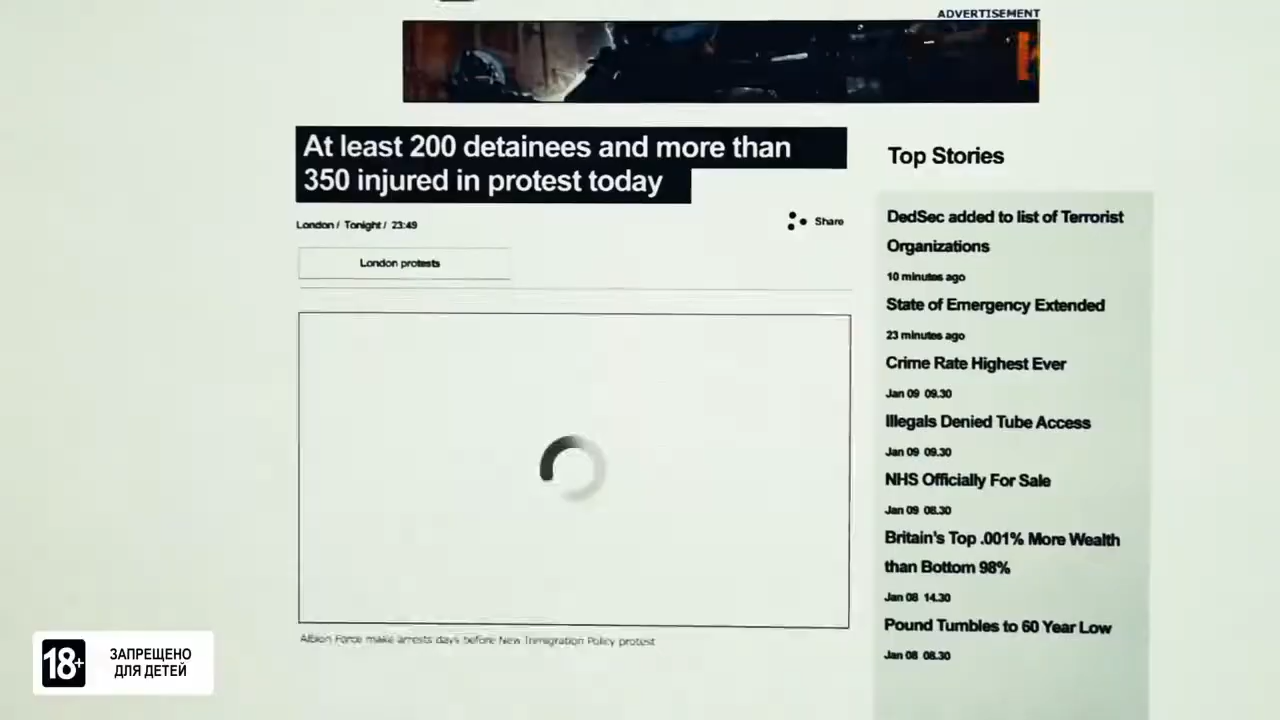 ADVERTISEMENT
At least 200 detainees and more than
350 injured in protest today
London / Tonight / 23:49
Share
London protests
Albion Force make arrests days before New Immigration Policy protest
Top Stories
DedSec added to list of Terrorist
Organizations
10 minutes ago
State of Emergency Extended
23 minutes ago
Crime Rate Highest Ever
Jan 09 09.30
Illegals Denied Tube Access
Jan 09 09.30
NHS Officially For Sale
Jan 09 08.30
Britain's Top .001% More Wealth
than Bottom 98%
Jan 08 14.30
Pound Tumbles to 60 Year Low
Jan 08 08.30
18+
ЗАПРЕЩЕНО
ДЛЯ ДЕТЕЙ